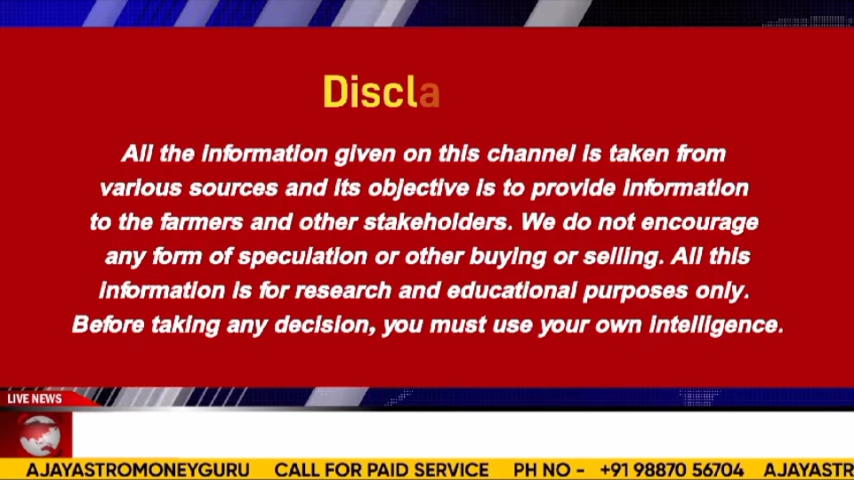 Discla
All the information given on this channel is taken from
various sources and its objective is to provide information
to the farmers and other stakeholders. We do not encourage
any form of speculation or other buying or selling. All this
information is for research and educational purposes only.
Before taking any decision, you must use your own intelligence.
LIVE NEWS
AJAYASTROMONEYGURU CALL FOR PAID SERVICE PH NO - +91 98870 56704 AJAYASTR